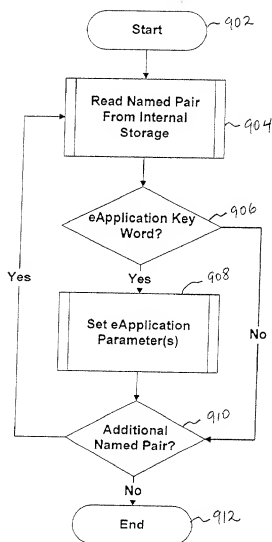 Start
902
Read Named Pair
From Internal
Storage
904
eApplication Key
Word?
906
Yes
Yes
908
No
Set eApplication
Parameter(s)
Additional
Named Pair?
910
No
End
912